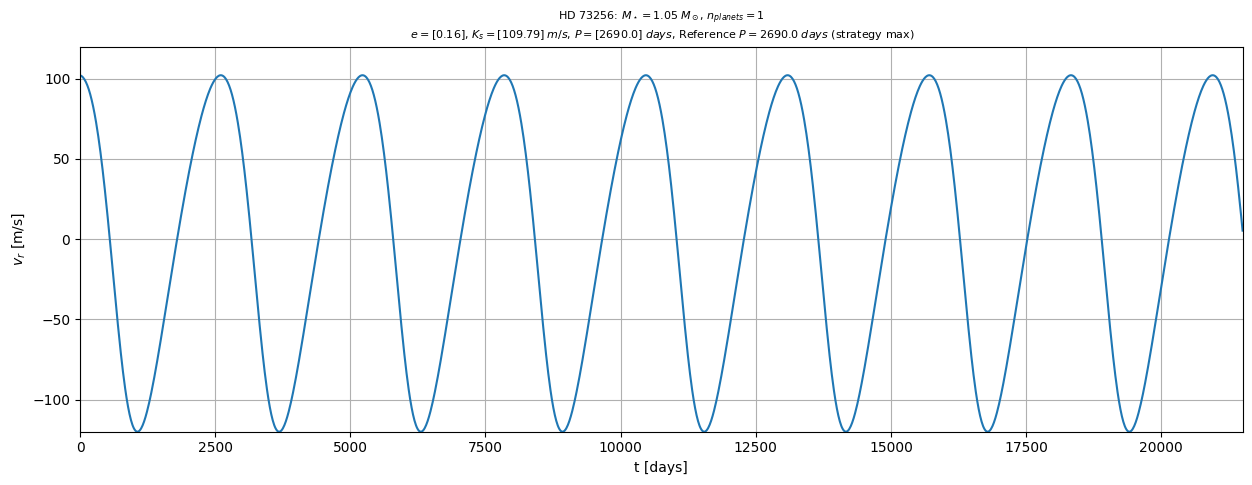 HD 73256: M⋆ = 1.05 M⊙, nplanets = 1
e = [0.16], Ks = [109.79] m/s, P = [2690.0] days, Reference P = 2690.0 days (strategy max)
100
50
0
−50
−100
vr [m/s]
0 2500 5000 7500 10000 12500 15000 17500 20000
t [days]